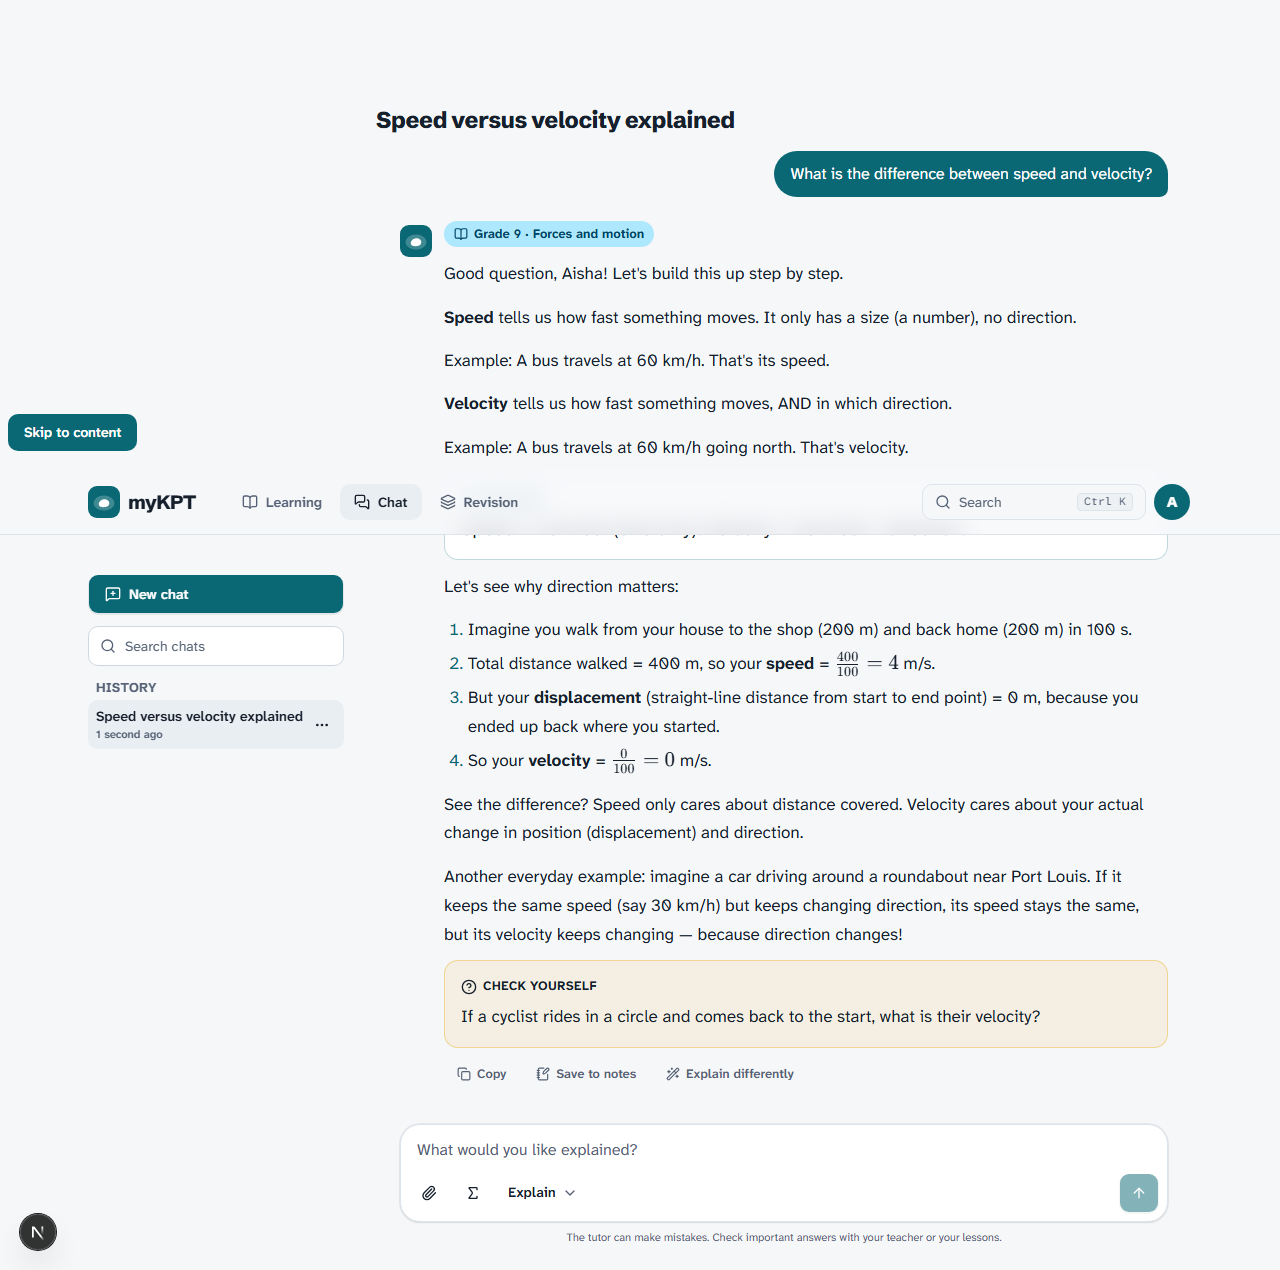 Speed versus velocity explained
What is the difference between speed and velocity?
Grade 9 · Forces and motion
Good question, Aisha! Let's build this up step by step.
Speed tells us how fast something moves. It only has a size (a number), no direction.
Example: A bus travels at 60 km/h. That's its speed.
Velocity tells us how fast something moves, AND in which direction.
Skip to content
Example: A bus travels at 60 km/h going north. That's velocity.
myKPT
Learning
Chat
Revision
Search
Ctrl K
A
New chat
Search chats
HISTORY
Speed versus velocity explained
1 second ago
Let's see why direction matters:
1. Imagine you walk from your house to the shop (200 m) and back home (200 m) in 100 s.
2. Total distance walked = 400 m, so your speed = 400/100 = 4 m/s.
3. But your displacement (straight-line distance from start to end point) = 0 m, because you
ended up back where you started.
4. So your velocity = 0/100 = 0 m/s.
See the difference? Speed only cares about distance covered. Velocity cares about your actual
change in position (displacement) and direction.
Another everyday example: imagine a car driving around a roundabout near Port Louis. If it
keeps the same speed (say 30 km/h) but keeps changing direction, its speed stays the same,
but its velocity keeps changing — because direction changes!
CHECK YOURSELF
If a cyclist rides in a circle and comes back to the start, what is their velocity?
Copy
Save to notes
Explain differently
What would you like explained?
Σ
Explain
N
The tutor can make mistakes. Check important answers with your teacher or your lessons.